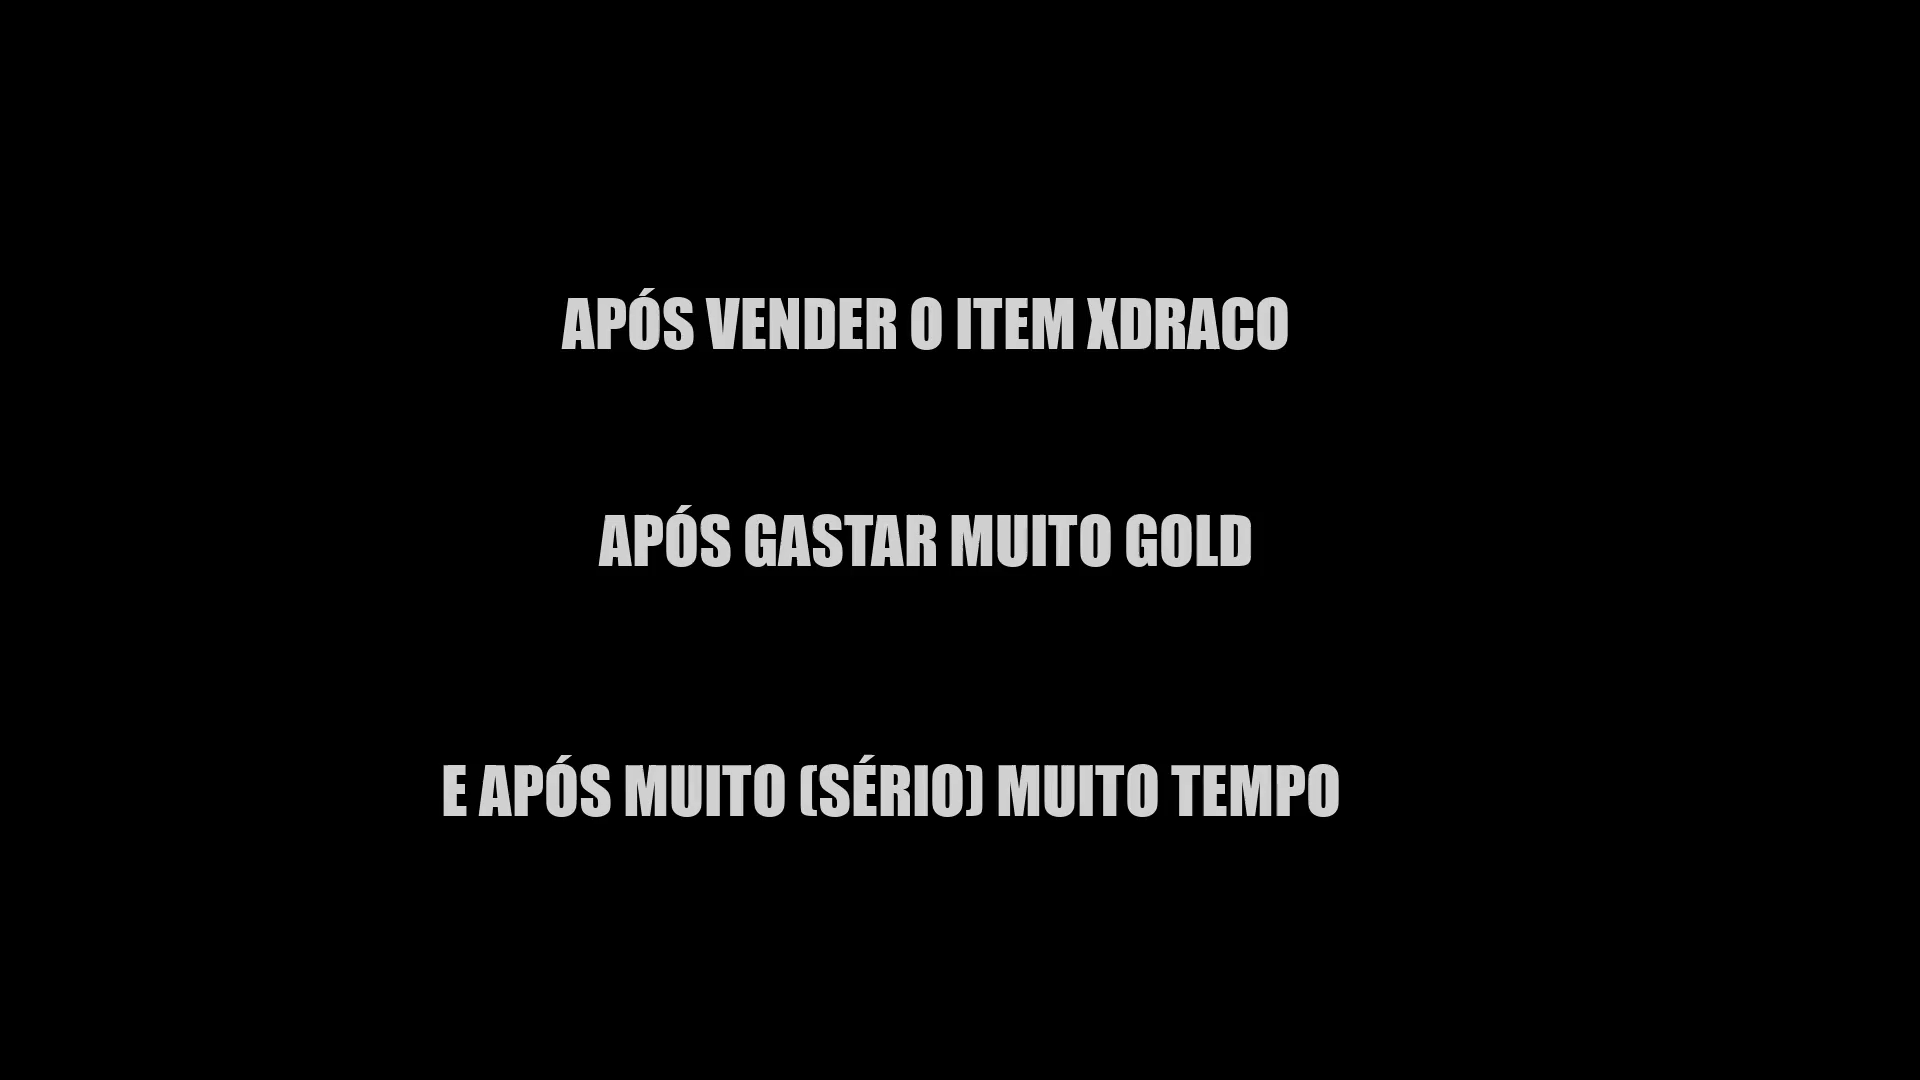 APÓS VENDER O ITEM XDRACO
APÓS GASTAR MUITO GOLD
E APÓS MUITO (SÉRIO) MUITO TEMPO